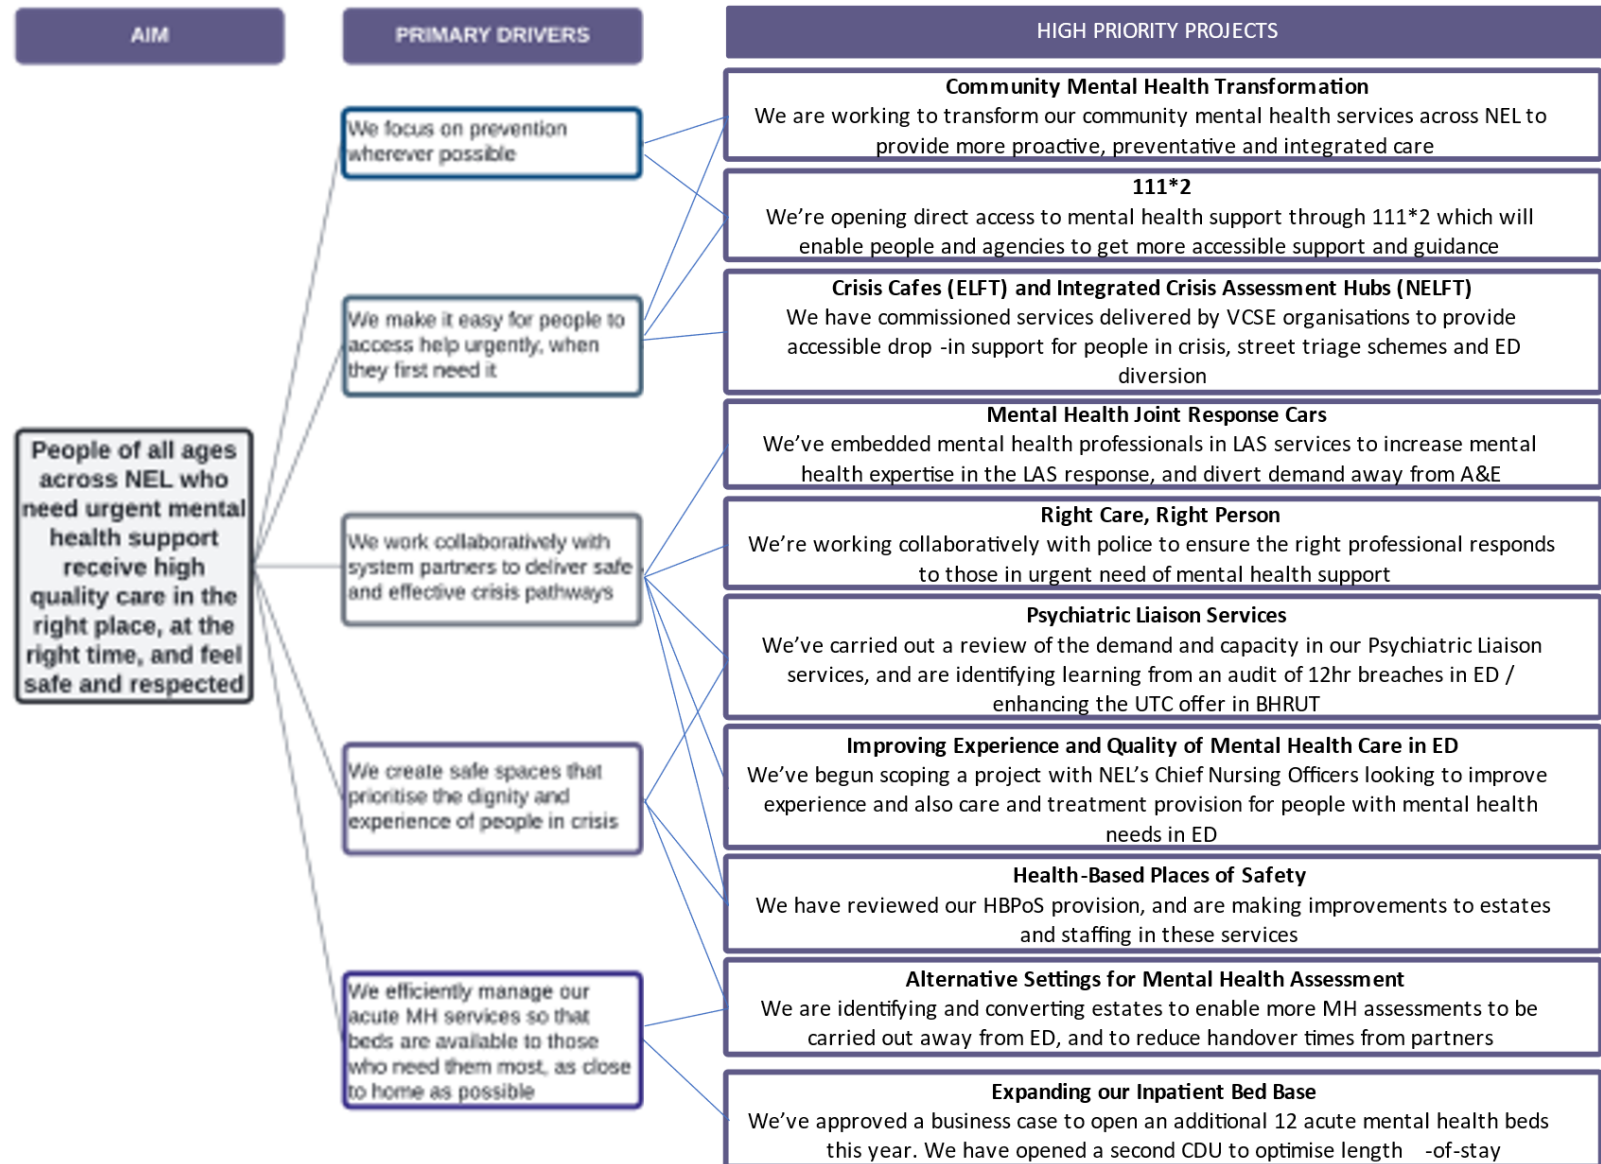 AIM
PRIMARY DRIVERS
HIGH PRIORITY PROJECTS
People of all ages
across NEL who
need urgent mental
health support
receive high
quality care in the
right place, at the
right time, and feel
safe and respected
We focus on prevention
wherever possible
We make it easy for people to
access help urgently, when
they first need it
We work collaboratively with
system partners to deliver safe
and effective crisis pathways
We create safe spaces that
prioritise the dignity and
experience of people in crisis
We efficiently manage our
acute MH services so that
beds are available to those
who need them most, as close
to home as possible
Community Mental Health Transformation
We are working to transform our community mental health services across NEL to
provide more proactive, preventative and integrated care
111*2
We’re opening direct access to mental health support through 111*2 which will
enable people and agencies to get more accessible support and guidance
Crisis Cafes (ELFT) and Integrated Crisis Assessment Hubs (NELFT)
We have commissioned services delivered by VCSE organisations to provide
accessible drop -in support for people in crisis, street triage schemes and ED
diversion
Mental Health Joint Response Cars
We’ve embedded mental health professionals in LAS services to increase mental
health expertise in the LAS response, and divert demand away from A&E
Right Care, Right Person
We’re working collaboratively with police to ensure the right professional responds
to those in urgent need of mental health support
Psychiatric Liaison Services
We’ve carried out a review of the demand and capacity in our Psychiatric Liaison
services, and are identifying learning from an audit of 12hr breaches in ED /
enhancing the UTC offer in BHRUT
Improving Experience and Quality of Mental Health Care in ED
We’ve begun scoping a project with NEL’s Chief Nursing Officers looking to improve
experience and also care and treatment provision for people with mental health
needs in ED
Health-Based Places of Safety
We have reviewed our HBPoS provision, and are making improvements to estates
and staffing in these services
Alternative Settings for Mental Health Assessment
We are identifying and converting estates to enable more MH assessments to be
carried out away from ED, and to reduce handover times from partners
Expanding our Inpatient Bed Base
We’ve approved a business case to open an additional 12 acute mental health beds
this year. We have opened a second CDU to optimise length -of-stay